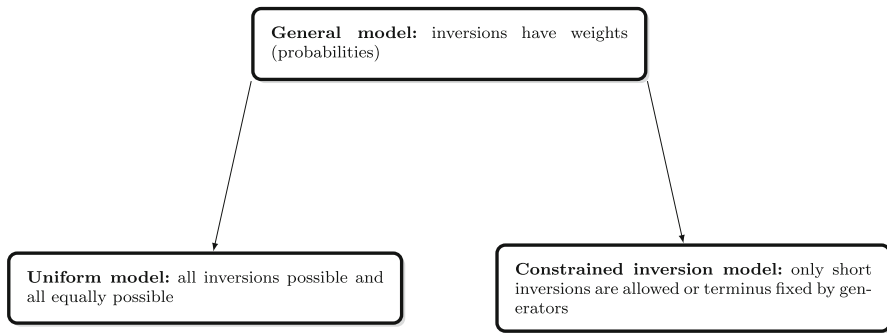 General model: inversions have weights
(probabilities)
Uniform model: all inversions possible and
all equally possible
Constrained inversion model: only short
inversions are allowed or terminus fixed by gen-
erators